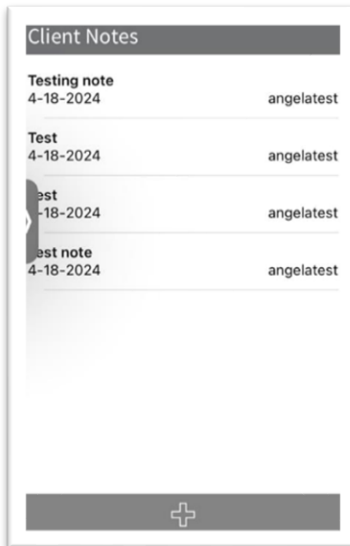 Client Notes
Testing note
4-18-2024 angelatest
Test
4-18-2024 angelatest
est
-18-2024 angelatest
est note
4-18-2024 angelatest